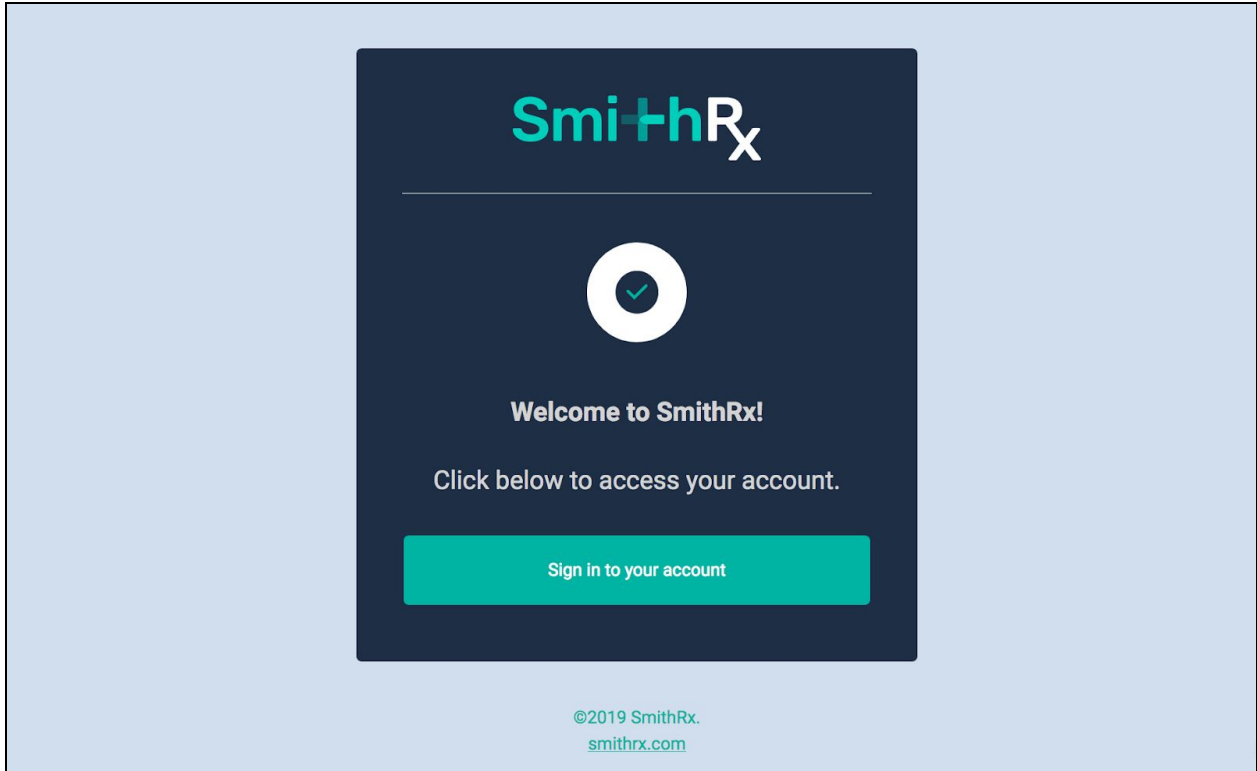 SmithRx
Welcome to SmithRx!
Click below to access your account.
Sign in to your account
©2019 SmithRx.
smithrx.com